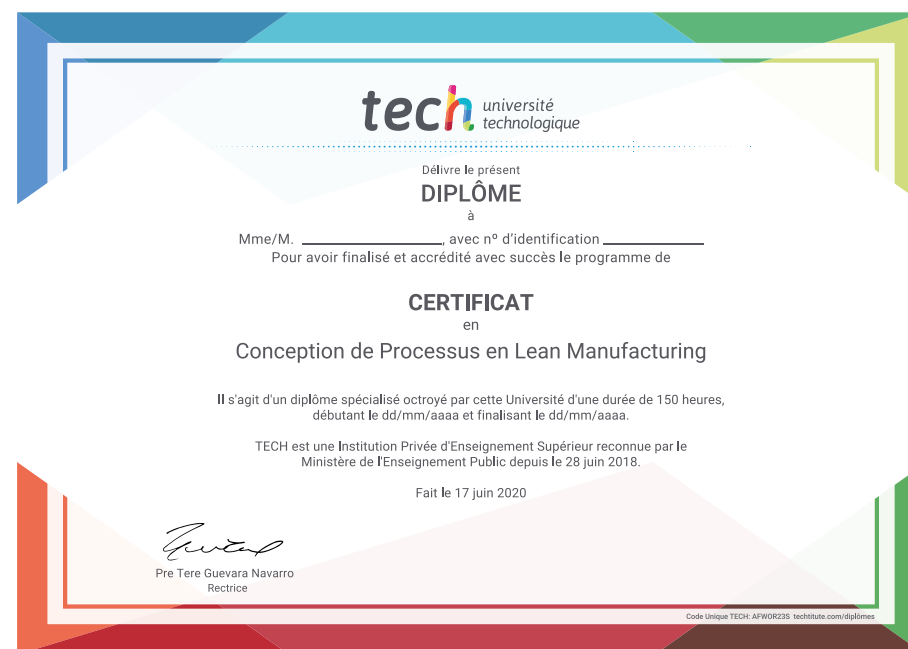 tech université
technologique
Délivre le présent
DIPLÔME
à
Mme/M. ____________________, avec nº d'identification ______________
Pour avoir finalisé et accrédité avec succès le programme de
CERTIFICAT
en
Conception de Processus en Lean Manufacturing
Il s'agit d'un diplôme spécialisé octroyé par cette Université d'une durée de 150 heures,
débutant le dd/mm/aaaa et finalisant le dd/mm/aaaa.
TECH est une Institution Privée d'Enseignement Supérieur reconnue par le
Ministère de l'Enseignement Public depuis le 28 juin 2018.
Fait le 17 juin 2020
Pre Tere Guevara Navarro
Rectrice
Code Unique TECH: AFWOR23S techtitute.com/diplômes